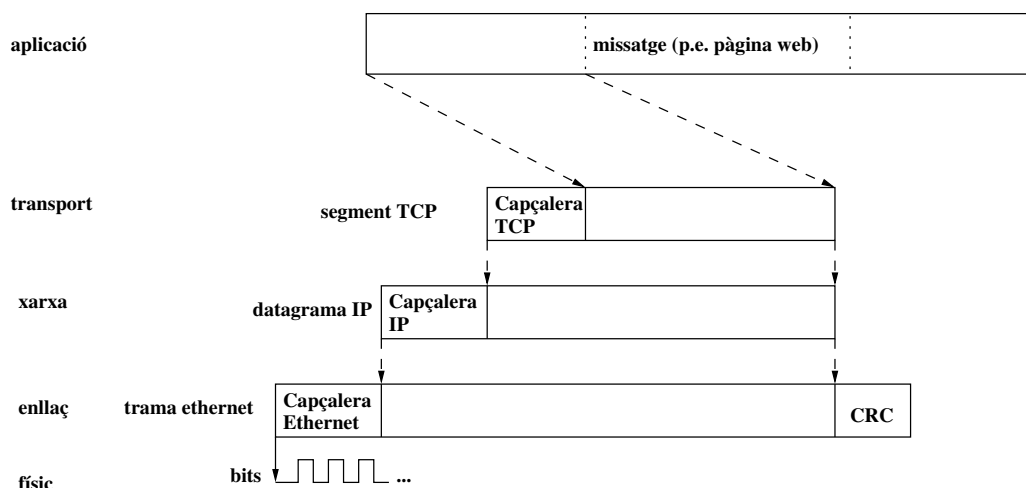 aplicació
missatge (p.e. pàgina web)
transport
segment TCP
Capçalera
TCP
xarxa
datagrama IP
Capçalera
IP
enllaç
trama ethernet
Capçalera
Ethernet
CRC
físic
bits
...